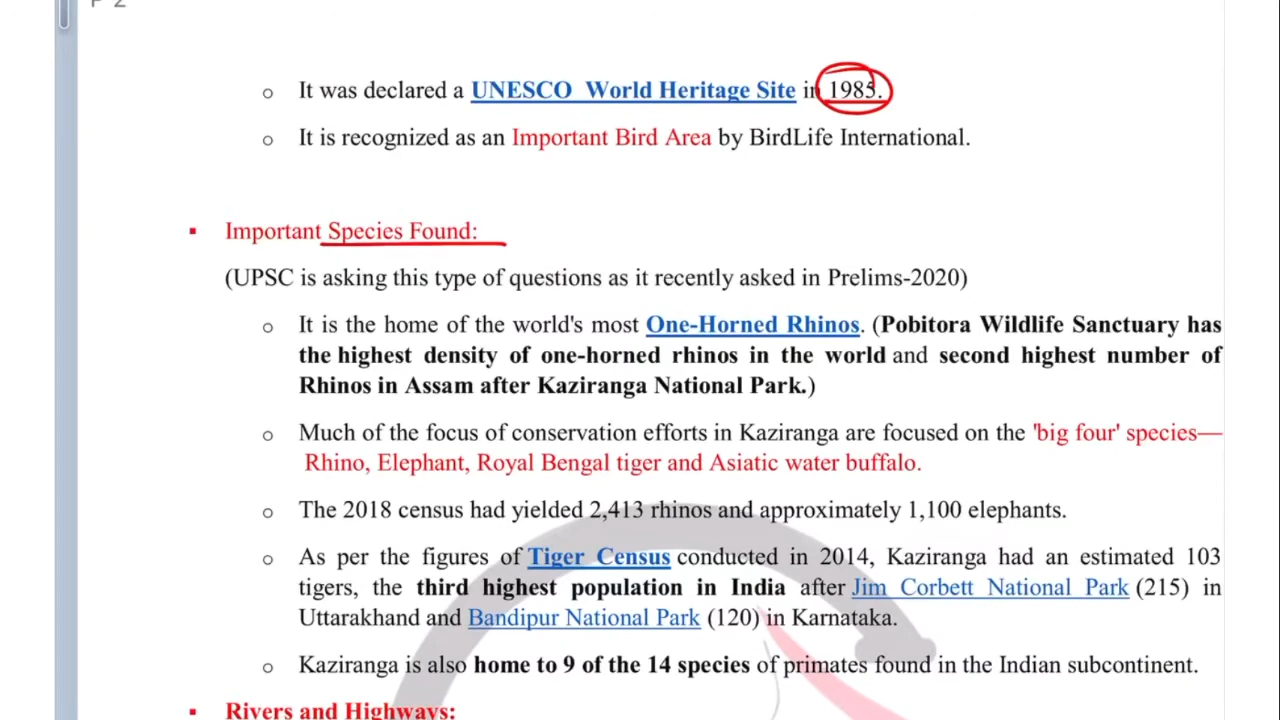 P 2
o It was declared a UNESCO World Heritage Site in 1985.
o It is recognized as an Important Bird Area by BirdLife International.
▪ Important Species Found:
(UPSC is asking this type of questions as it recently asked in Prelims-2020)
o It is the home of the world's most One-Horned Rhinos. (Pobitora Wildlife Sanctuary has
the highest density of one-horned rhinos in the world and second highest number of
Rhinos in Assam after Kaziranga National Park.)
o Much of the focus of conservation efforts in Kaziranga are focused on the 'big four' species—
Rhino, Elephant, Royal Bengal tiger and Asiatic water buffalo.
o The 2018 census had yielded 2,413 rhinos and approximately 1,100 elephants.
o As per the figures of Tiger Census conducted in 2014, Kaziranga had an estimated 103
tigers, the third highest population in India after Jim Corbett National Park (215) in
Uttarakhand and Bandipur National Park (120) in Karnataka.
o Kaziranga is also home to 9 of the 14 species of primates found in the Indian subcontinent.
▪ Rivers and Highways: